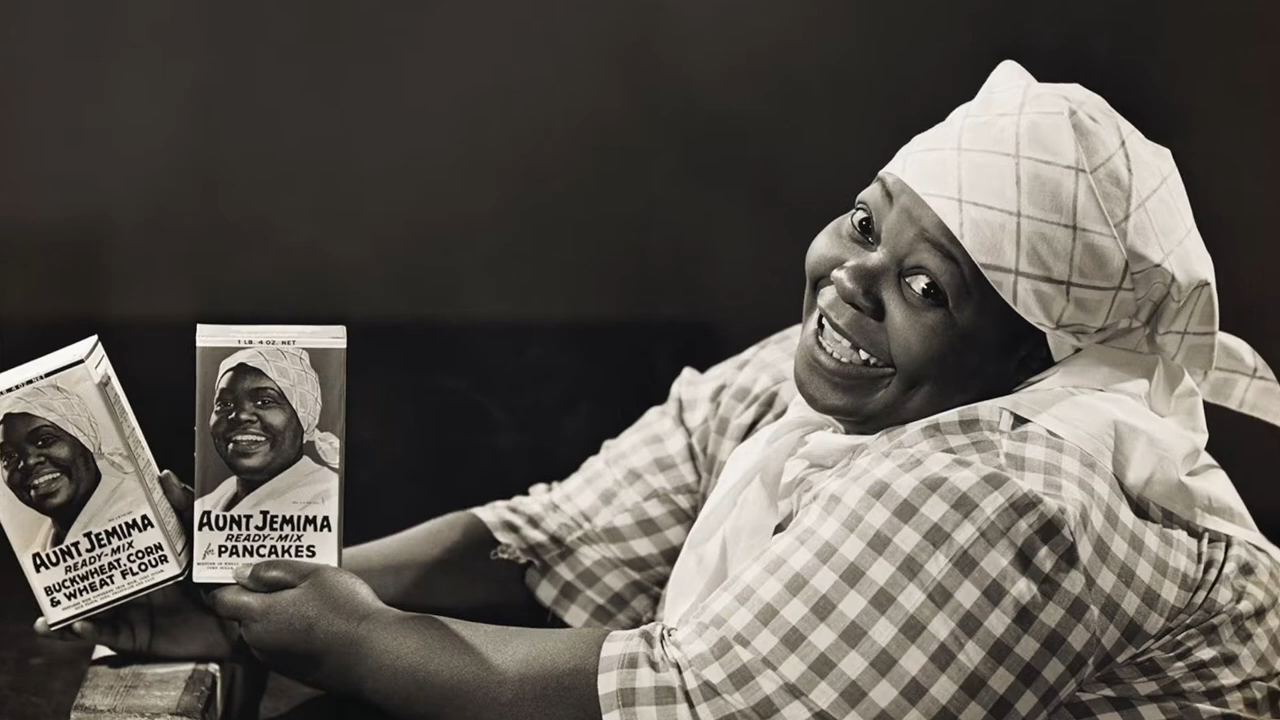 AUNT JEMIMA
READY-MIX
BUCKWHEAT, CORN
& WHEAT FLOUR
1 LB. 4 OZ. NET
AUNT JEMIMA
READY-MIX
for PANCAKES